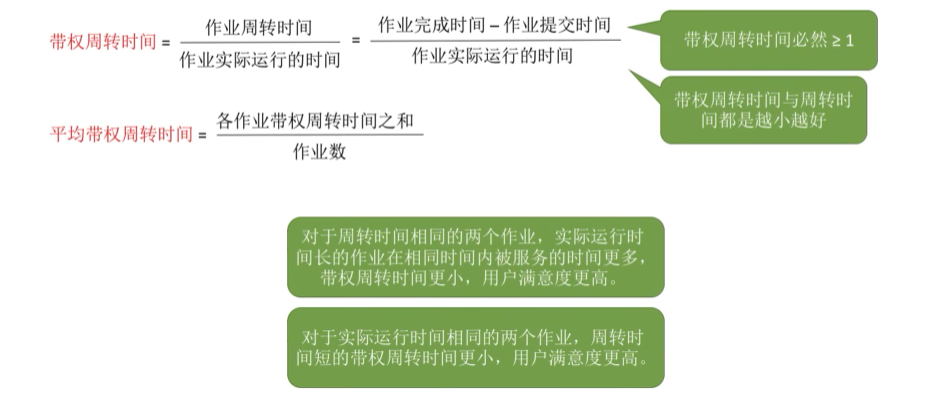 带权周转时间 = 作业周转时间 / 作业实际运行的时间 = 作业完成时间 – 作业提交时间 / 作业实际运行的时间
带权周转时间必然 ≥ 1
带权周转时间与周转时
间都是越小越好
平均带权周转时间 = 各作业带权周转时间之和 / 作业数
对于周转时间相同的两个作业，实际运行时
间长的作业在相同时间内被服务的时间更多，
带权周转时间更小，用户满意度更高。
对于实际运行时间相同的两个作业，周转时
间短的带权周转时间更小，用户满意度更高。